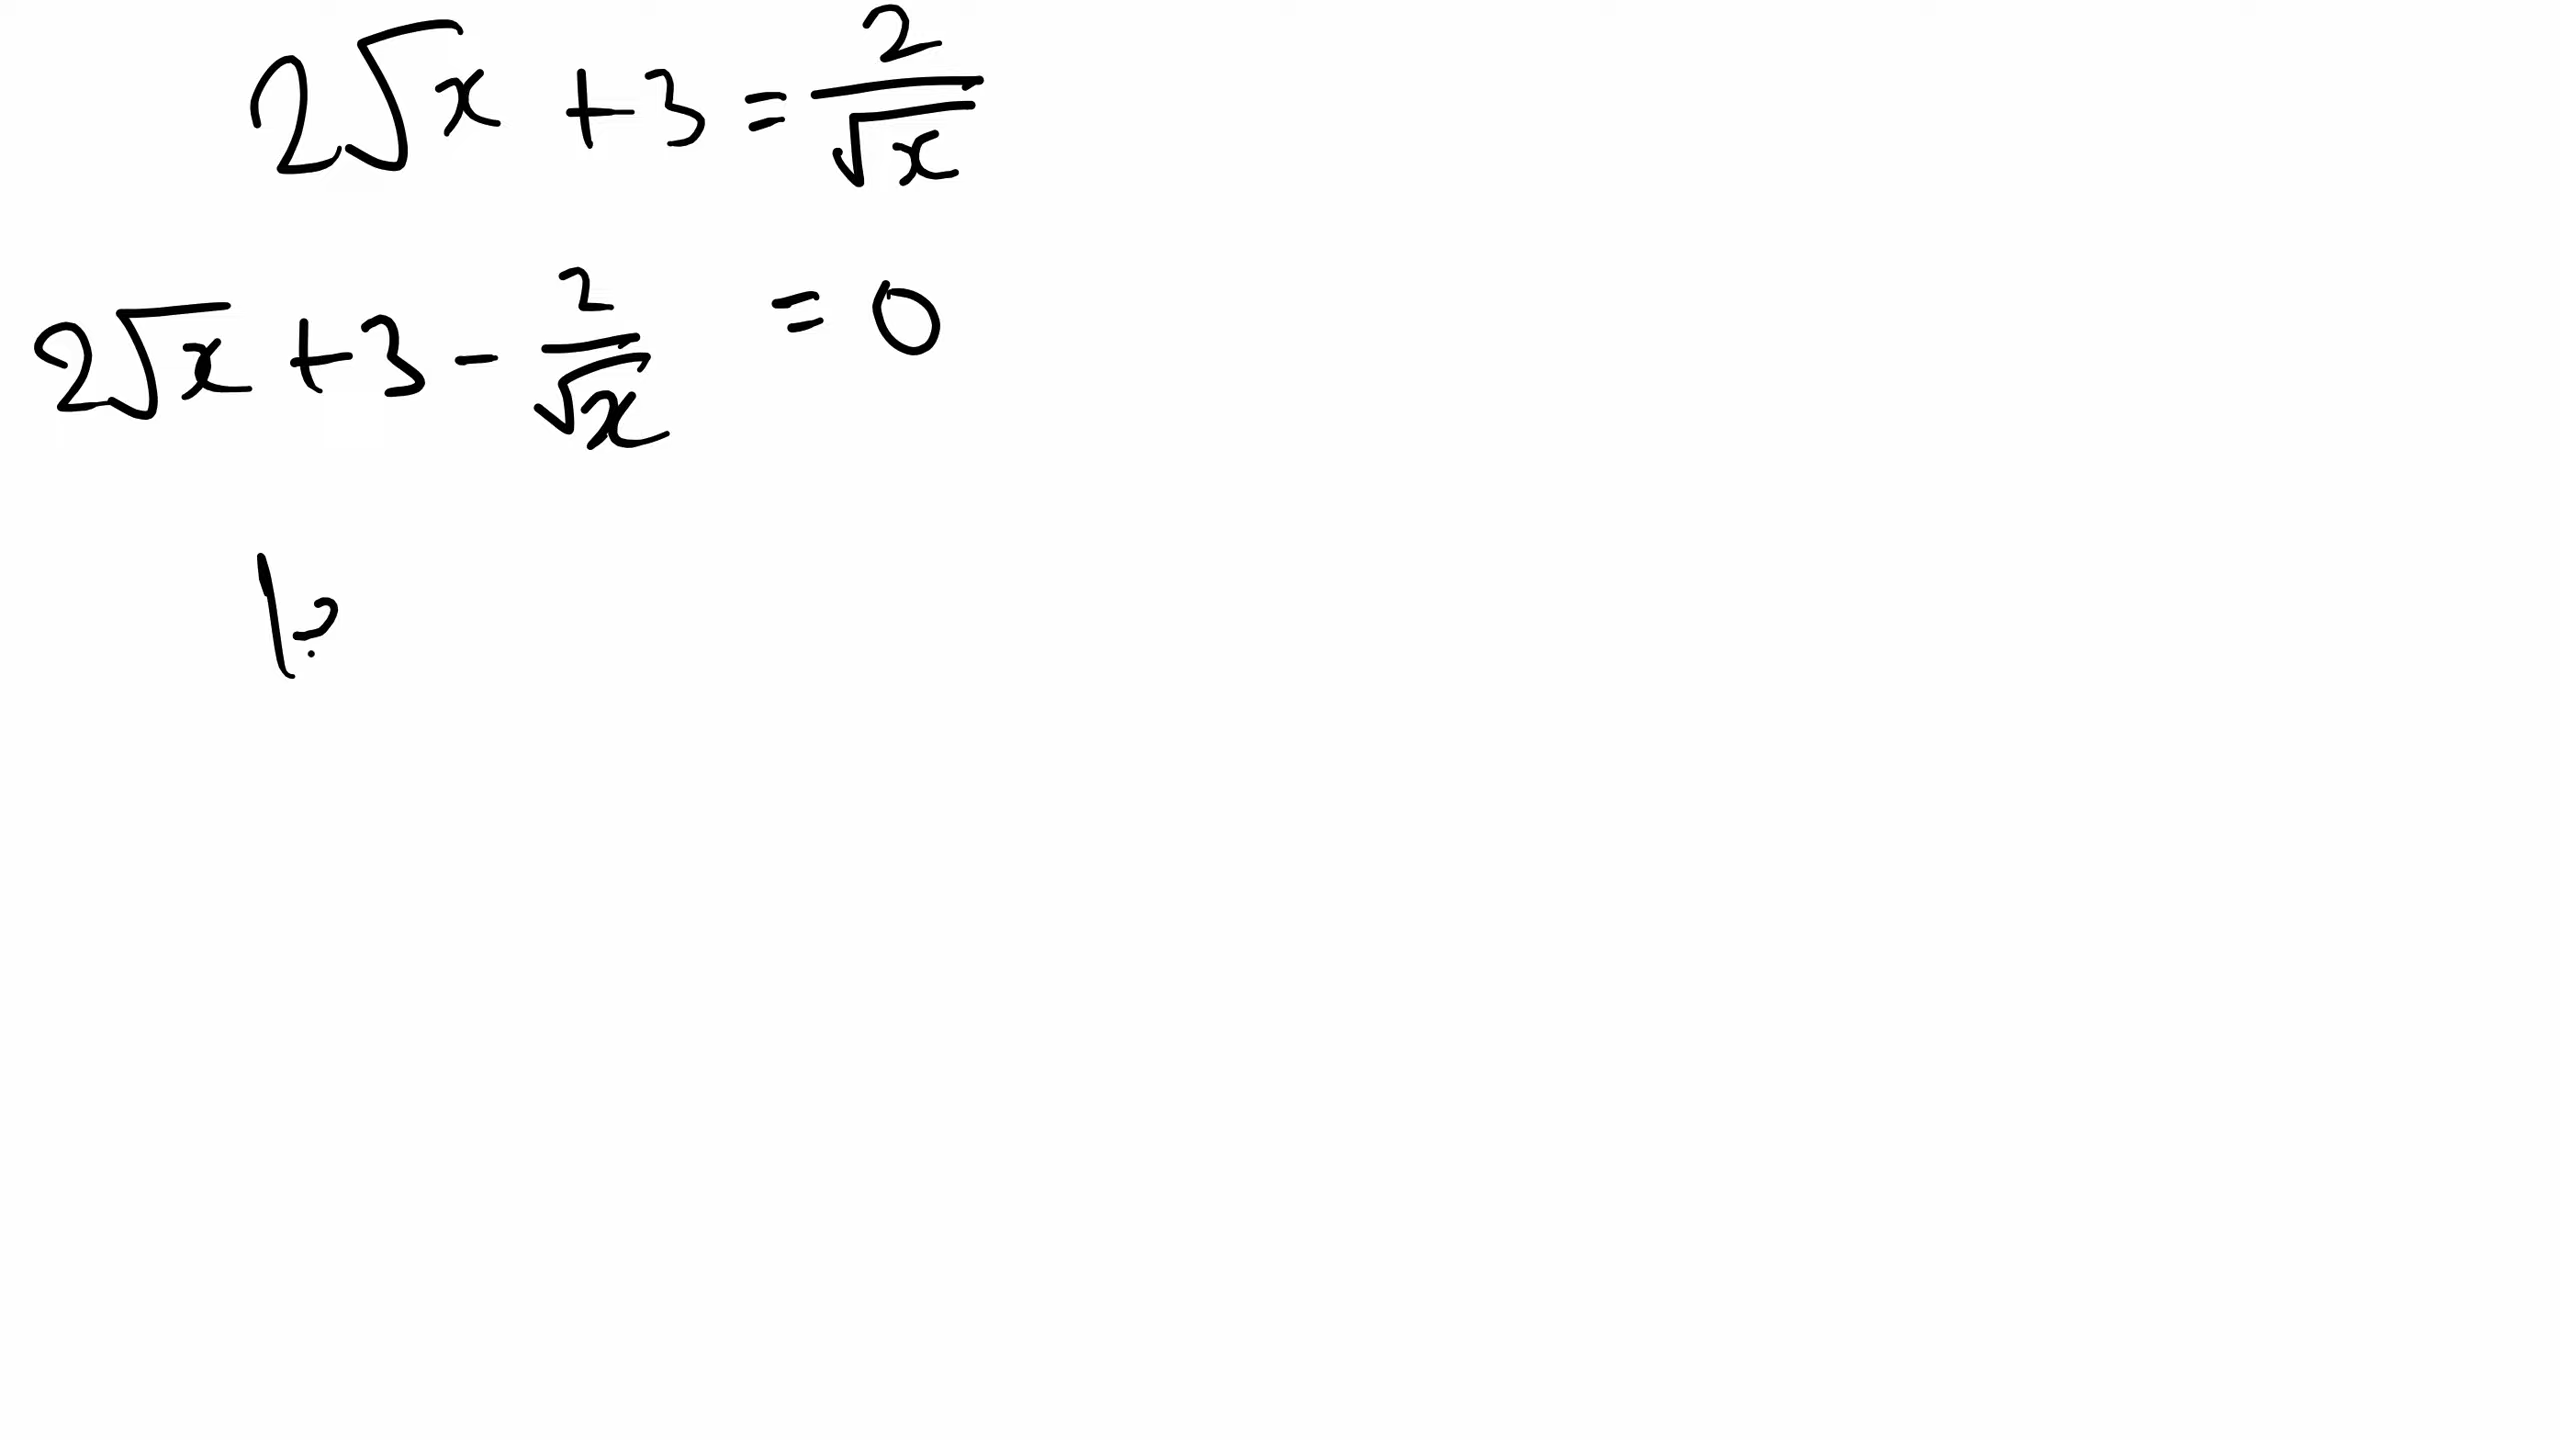 2√x + 3 = 2/√x
2√x + 3 - 2/√x = 0